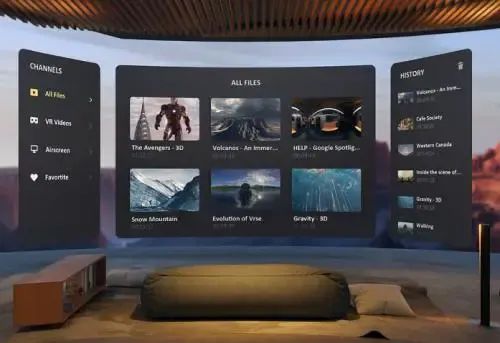 CHANNELS
All Files
VR Videos
Airscreen
Favortite
ALL FILES
The Avengers - 3D
Volcanos - An Immer...
HELP - Google Spotlig...
Snow Mountain
Evolution of Vrse
Gravity - 3D
HISTORY
Volcanos - An Imm...
Cafe Society
Western Canada
Inside the scene of...
Gravity - 3D
Walking